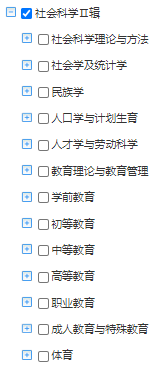 社会科学Ⅱ辑
社会科学理论与方法
社会学及统计学
民族学
人口学与计划生育
人才学与劳动科学
教育理论与教育管理
学前教育
初等教育
中等教育
高等教育
职业教育
成人教育与特殊教育
体育